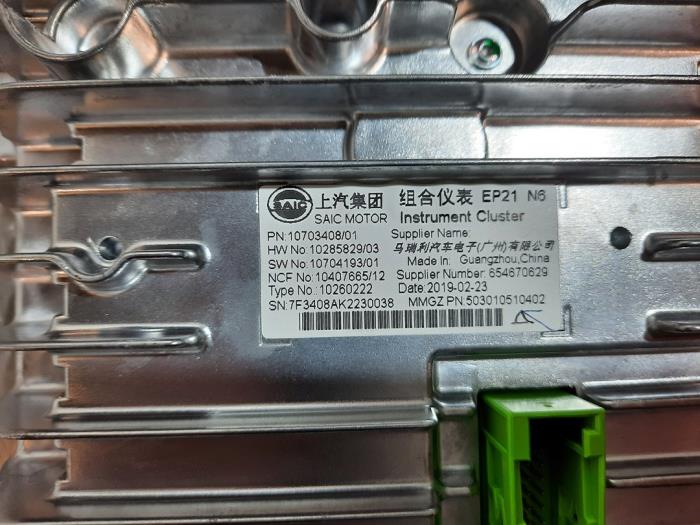 SAIC 上汽集团 组合仪表 EP21 N6
SAIC MOTOR Instrument Cluster
PN:10703408/01 Supplier Name:
HW No:10285829/03 马瑞利汽车电子(广州)有限公司
SW No:10704193/01 Made In: Guangzhou,China
NCF No:10407665/12 Supplier Number: 654670629
Type No:10260222 Date:2019-02-23
SN:7F3408AK2230038 MMGZ PN:503010510402